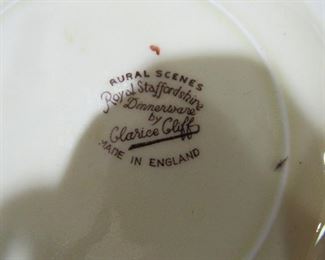 RURAL SCENES
Royal Staffordshire
Dinnerware
by
Clarice Cliff
MADE IN ENGLAND